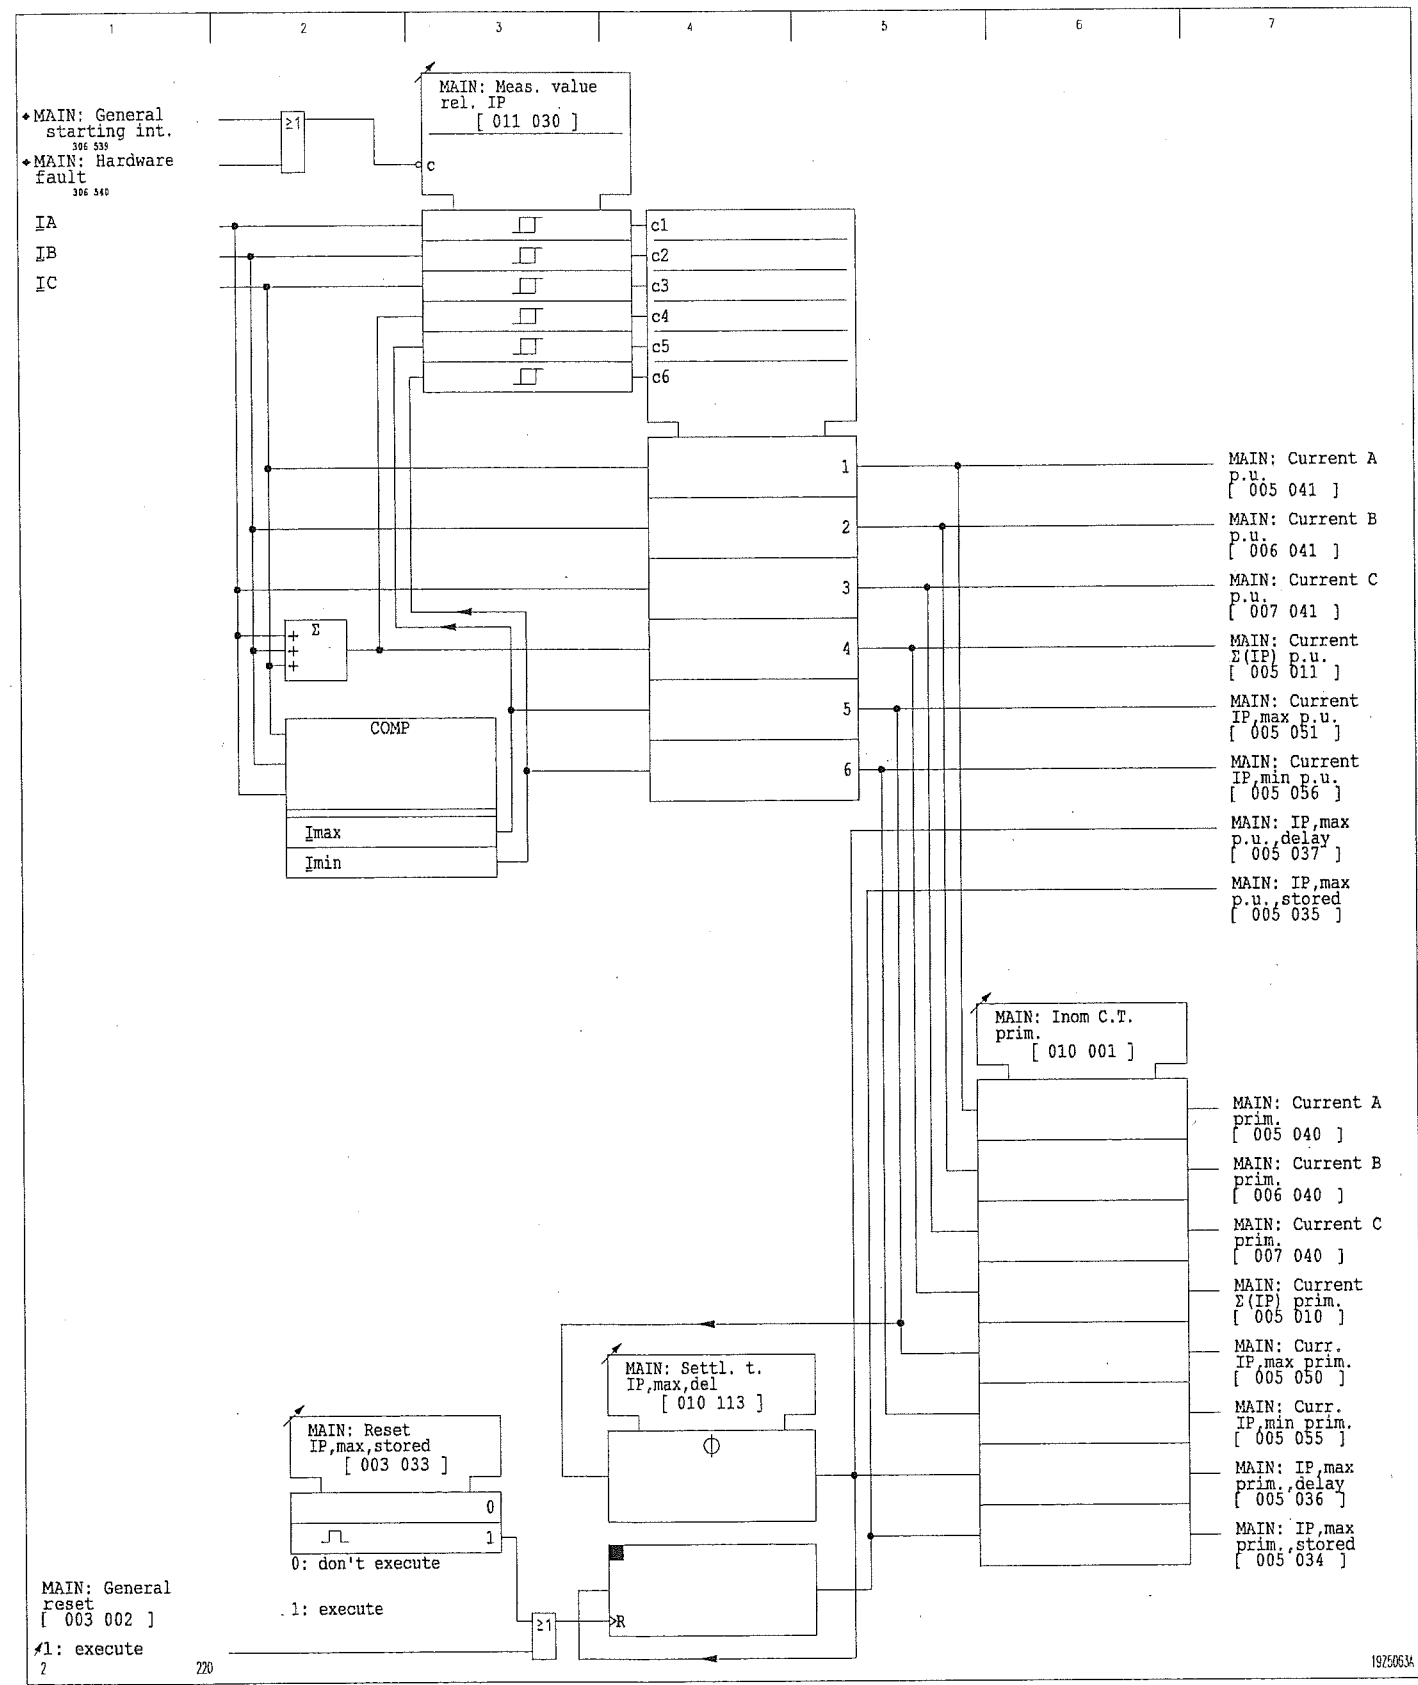 1 2 3 4 5 6 7
MAIN: Meas. value
rel. IP
[ 011 030 ]
c
MAIN: General
starting int.
306 539
MAIN: Hardware
fault
306 540
≥1
IA
IB
IC
c1
c2
c3
c4
c5
c6
1
2
3
4
5
6
Σ
+
+
+
COMP
Imax
Imin
MAIN: Current A
p.u.
[ 005 041 ]
MAIN: Current B
p.u.
[ 006 041 ]
MAIN: Current C
p.u.
[ 007 041 ]
MAIN: Current
Σ(IP) p.u.
[ 005 011 ]
MAIN: Current
IP,max p.u.
[ 005 051 ]
MAIN: Current
IP,min p.u.
[ 005 056 ]
MAIN: IP,max
p.u.,delay
[ 005 037 ]
MAIN: IP,max
p.u.,stored
[ 005 035 ]
MAIN: Inom C.T.
prim.
[ 010 001 ]
MAIN: Current A
prim.
[ 005 040 ]
MAIN: Current B
prim.
[ 006 040 ]
MAIN: Current C
prim.
[ 007 040 ]
MAIN: Current
Σ(IP) prim.
[ 005 010 ]
MAIN: Curr.
IP,max prim.
[ 005 050 ]
MAIN: Curr.
IP,min prim.
[ 005 055 ]
MAIN: IP,max
prim.,delay
[ 005 036 ]
MAIN: IP,max
prim.,stored
[ 005 034 ]
MAIN: Settl. t.
IP,max,del
[ 010 113 ]
MAIN: Reset
IP,max,stored
[ 003 033 ]
0
1
0: don't execute
1: execute
MAIN: General
reset
[ 003 002 ]
1: execute
≥1
R
2 220
19Z5063A